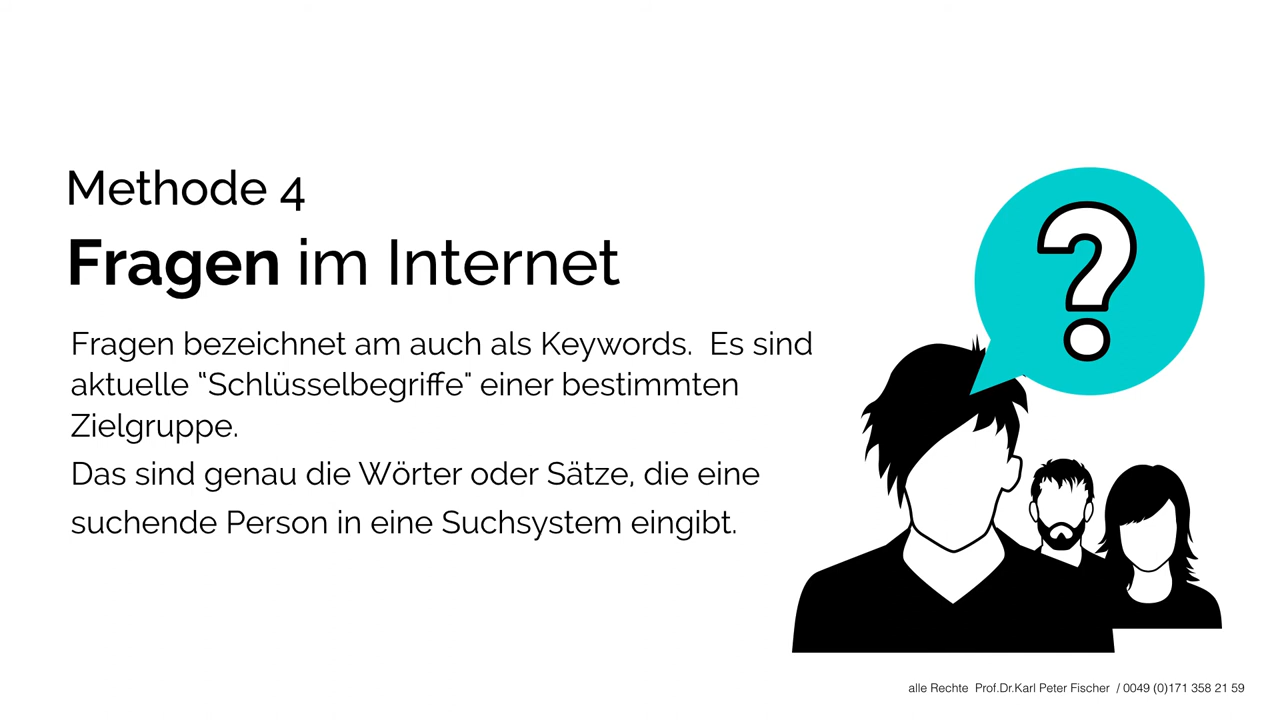 Methode 4
Fragen im Internet
Fragen bezeichnet am auch als Keywords.  Es sind
aktuelle “Schlüsselbegriffe" einer bestimmten
Zielgruppe.
Das sind genau die Wörter oder Sätze, die eine
suchende Person in eine Suchsystem eingibt.
?
alle Rechte  Prof.Dr.Karl Peter Fischer  / 0049 (0)171 358 21 59